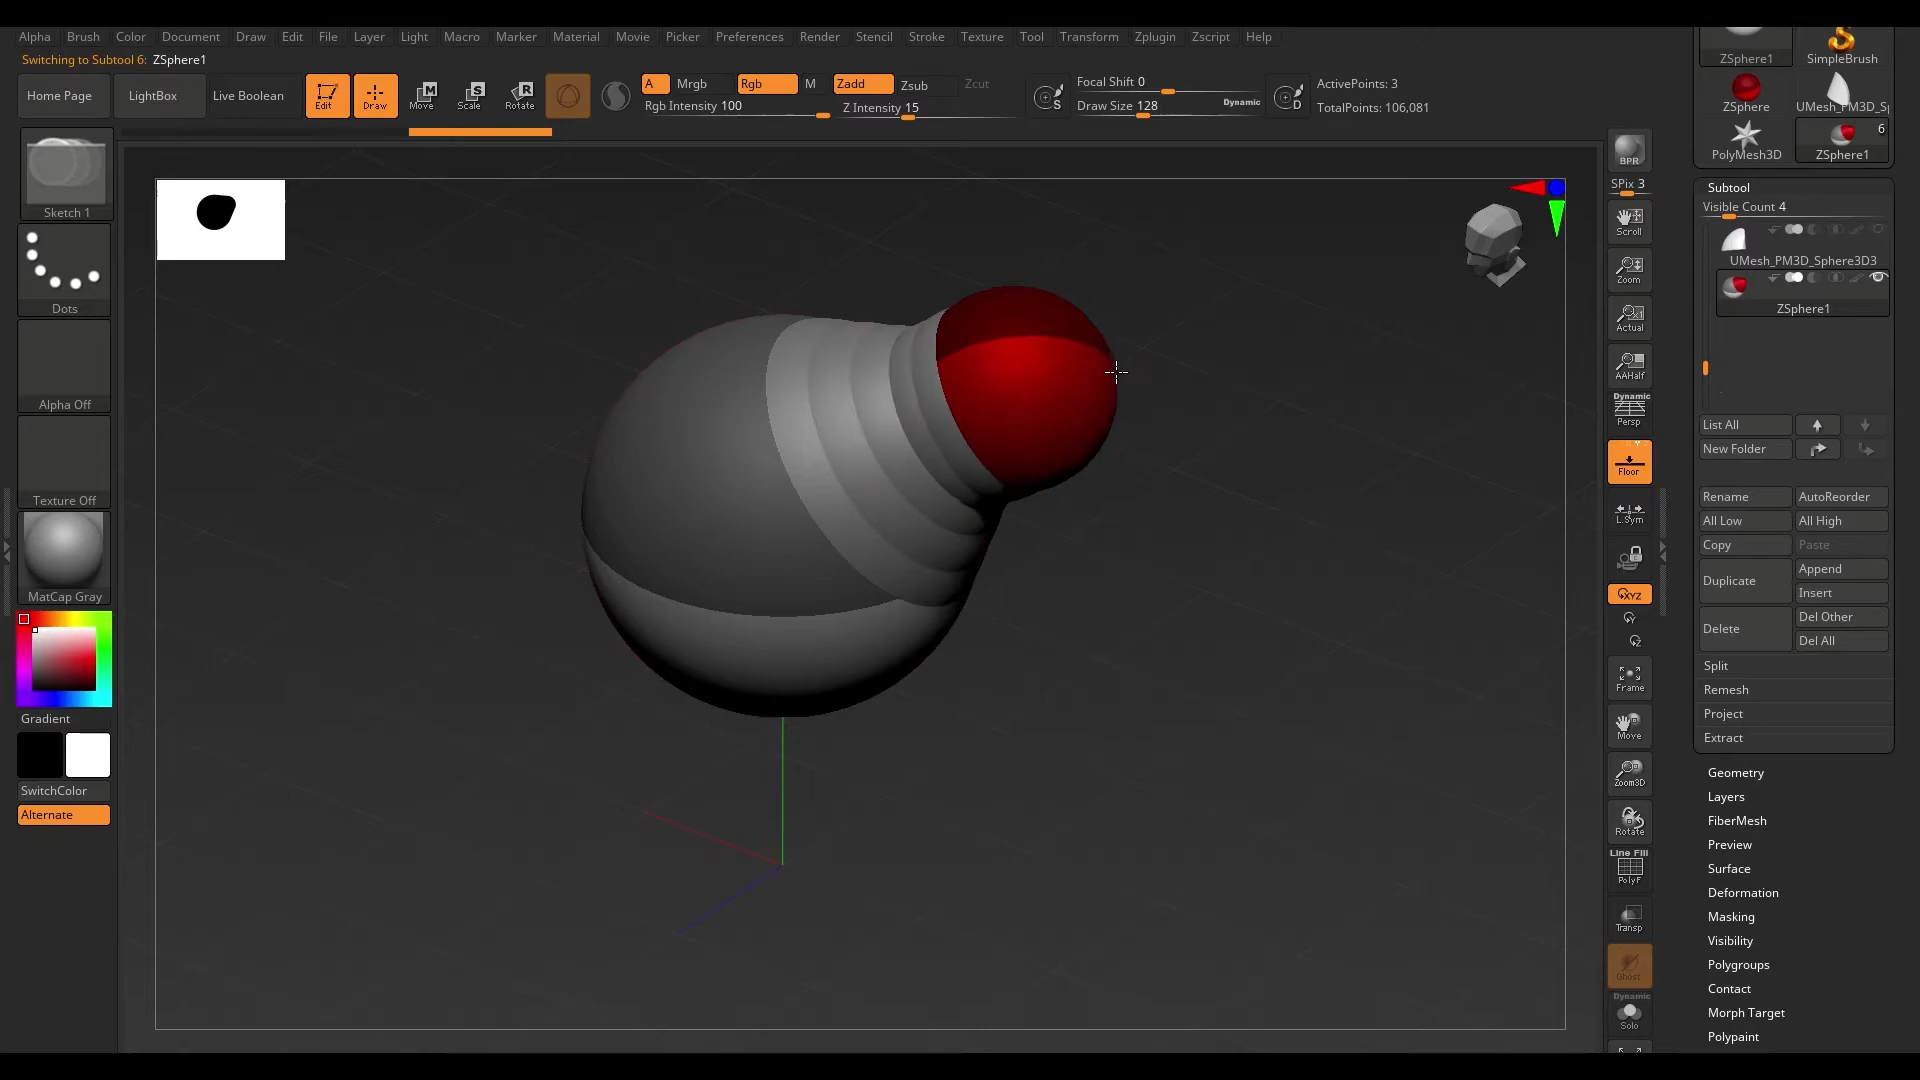 Alpha Brush Color Document Draw Edit File Layer Light Macro Marker Material Movie Picker Preferences Render Stencil Stroke Texture Tool Transform Zplugin Zscript Help
Switching to Subtool 6: ZSphere1
Home Page
LightBox
Live Boolean
Edit
Draw
Move
Scale
Rotate
A
Mrgb
Rgb
M
Zadd
Zsub
Zcut
Rgb Intensity 100
Z Intensity 15
Focal Shift 0
Draw Size 128
Dynamic
ActivePoints: 3
TotalPoints: 106,081
Sketch 1
Dots
Alpha Off
Texture Off
MatCap Gray
Gradient
SwitchColor
Alternate
BPR
SPix 3
Scroll
Zoom
Actual
AAHalf
Dynamic
Persp
Floor
L.Sym
XYZ
Frame
Move
Zoom3D
Rotate
Line Fill
PolyF
Transp
Ghost
Dynamic
Solo
ZSphere1
SimpleBrush
ZSphere
UMesh_PM3D_S
PolyMesh3D
6
ZSphere1
Subtool
Visible Count 4
UMesh_PM3D_Sphere3D3
ZSphere1
List All
New Folder
Rename
AutoReorder
All Low
All High
Copy
Paste
Duplicate
Append
Insert
Delete
Del Other
Del All
Split
Remesh
Project
Extract
Geometry
Layers
FiberMesh
Preview
Surface
Deformation
Masking
Visibility
Polygroups
Contact
Morph Target
Polypaint